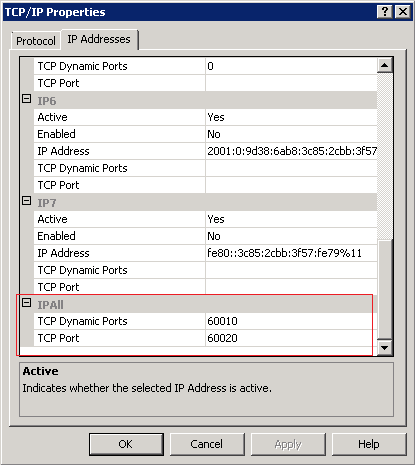 TCP/IP Properties
Protocol IP Addresses
TCP Dynamic Ports 0
TCP Port
IP6
Active Yes
Enabled No
IP Address 2001:0:9d38:6ab8:3c85:2cbb:3f57
TCP Dynamic Ports
TCP Port
IP7
Active Yes
Enabled No
IP Address fe80::3c85:2cbb:3f57:fe79%11
TCP Dynamic Ports
TCP Port
IPAll
TCP Dynamic Ports 60010
TCP Port 60020
Active
Indicates whether the selected IP Address is active.
OK Cancel Apply Help